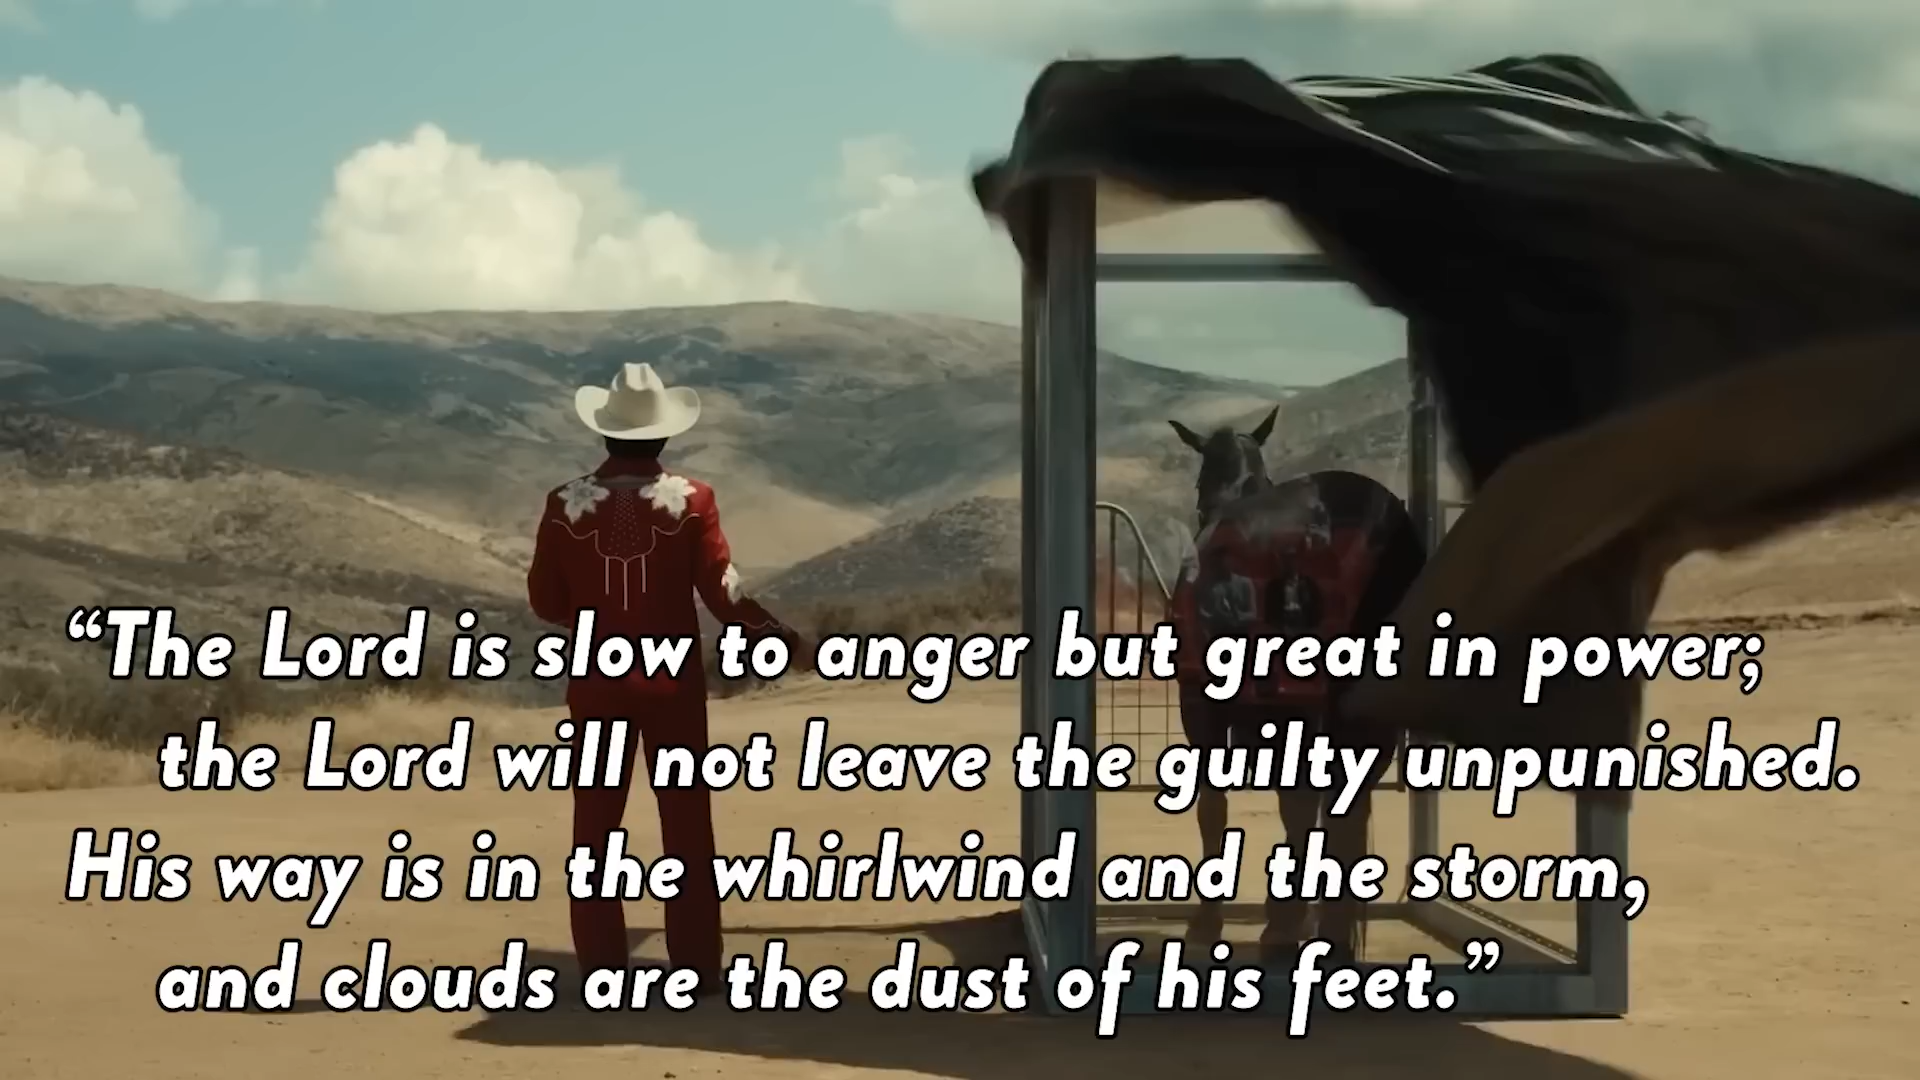 “The Lord is slow to anger but great in power;
the Lord will not leave the guilty unpunished.
His way is in the whirlwind and the storm,
and clouds are the dust of his feet.”